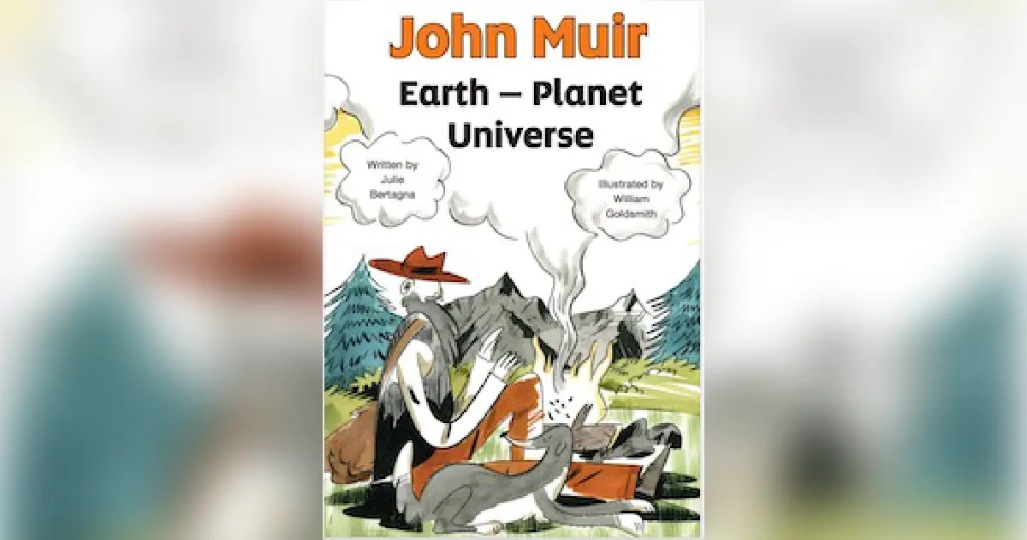 John Muir
Earth – Planet
Universe
Written by
Julie
Bertagna
Illustrated by
William
Goldsmith